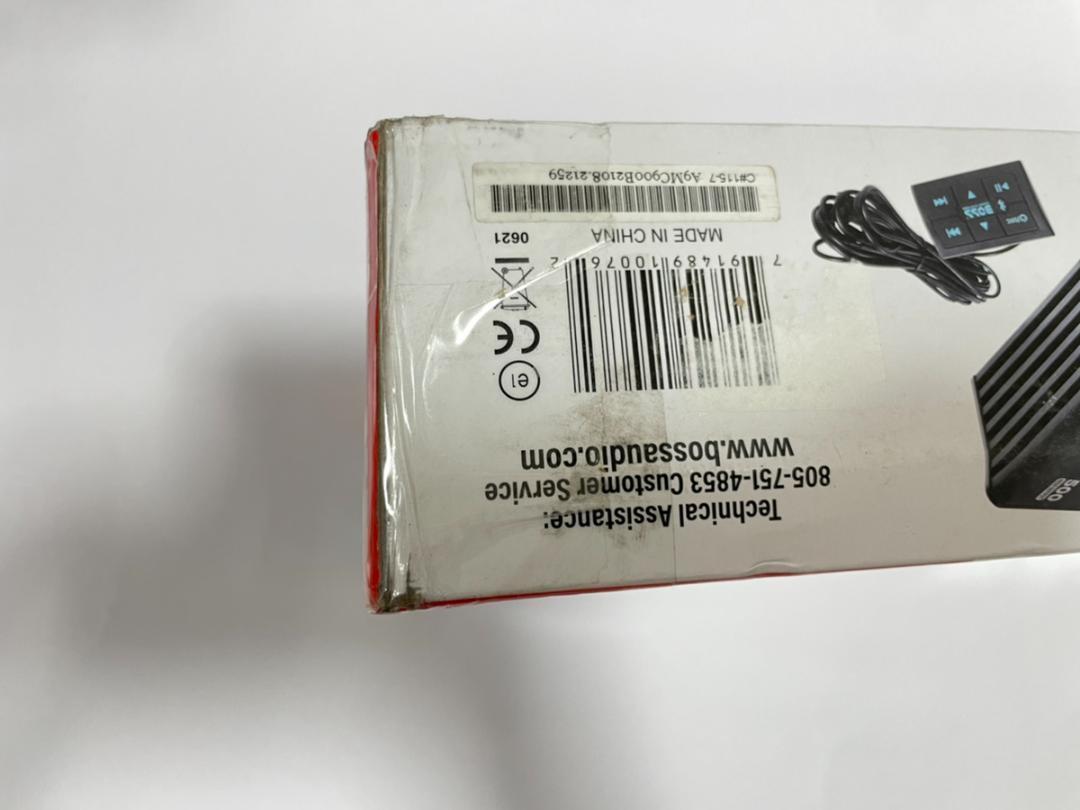 Technical Assistance:
805-751-4853 Customer Service
www.bossaudio.com
e1
CE
7 91489 10076 2
MADE IN CHINA
0621
C#115-7 A9MC900B2108.21259
BOSS